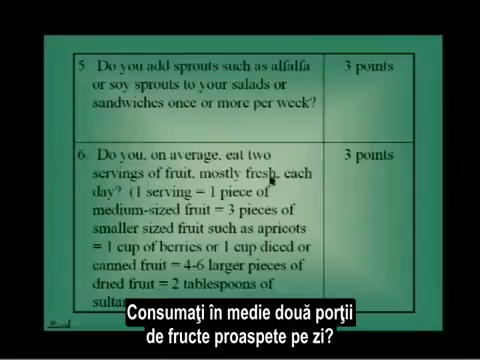 5. Do you add sprouts such as alfalfa
or soy sprouts to your salads or
sandwiches once or more per week?
3 points
6. Do you, on average, eat two
servings of fruit, mostly fresh, each
day? (1 serving = 1 piece of
medium-sized fruit = 3 pieces of
smaller sized fruit such as apricots
= 1 cup of berries or 1 cup diced or
canned fruit = 4-6 larger pieces of
dried fruit = 2 tablespoons of
3 points
Consumaţi în medie două porţii
de fructe proaspete pe zi?